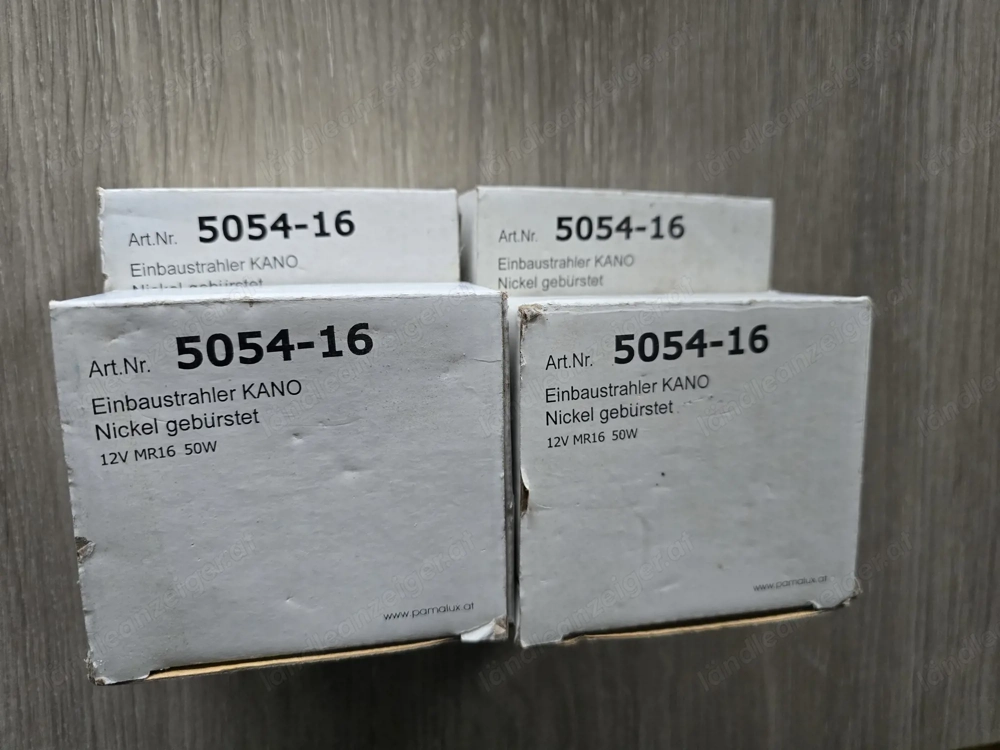 Art.Nr. 5054-16
Einbaustrahler KANO
Nickel gebürstet
Art.Nr. 5054-16
Einbaustrahler KANO
Nickel gebürstet
Art.Nr. 5054-16
Einbaustrahler KANO
Nickel gebürstet
12V MR16 50W
www.pamalux.at
Art.Nr. 5054-16
Einbaustrahler KANO
Nickel gebürstet
12V MR16 50W
www.pamalux.at
ländleanzeiger.at